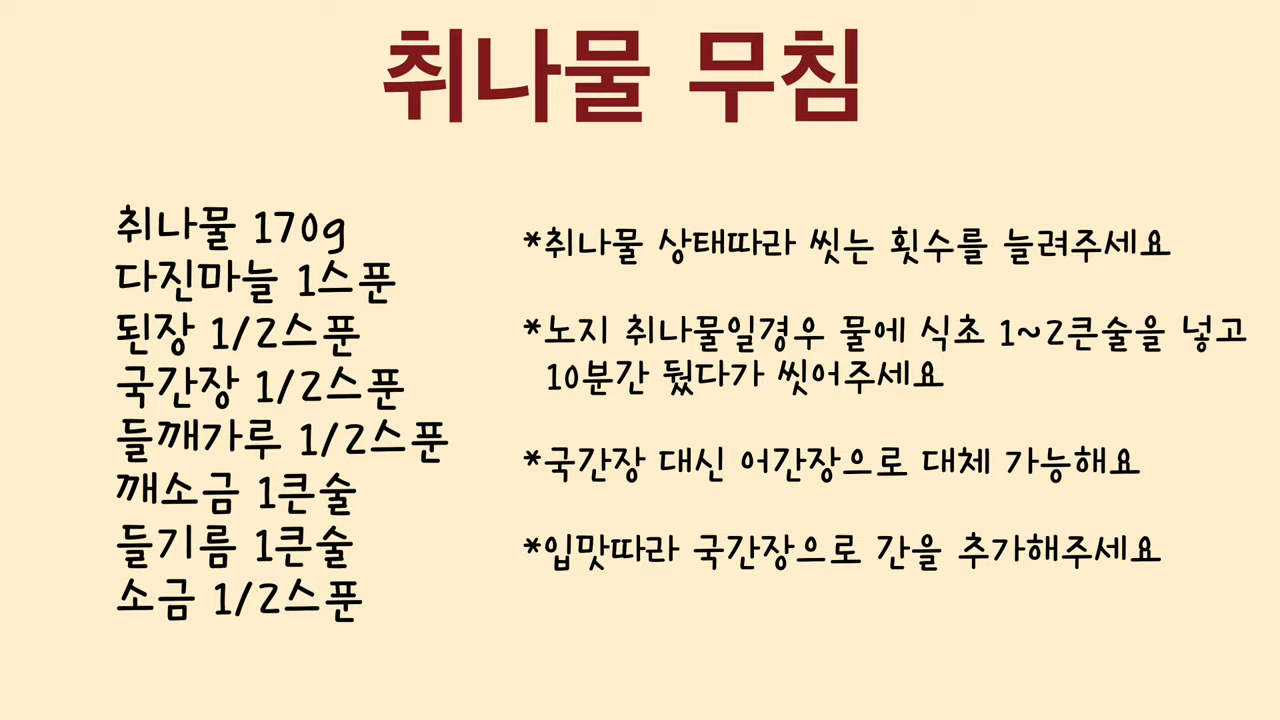 취나물 무침
취나물 170g
다진마늘 1스푼
된장 1/2스푼
국간장 1/2스푼
들깨가루 1/2스푼
깨소금 1큰술
들기름 1큰술
소금 1/2스푼
*취나물 상태따라 씻는 횟수를 늘려주세요
*노지 취나물일경우 물에 식초 1~2큰술을 넣고
10분간 뒀다가 씻어주세요
*국간장 대신 어간장으로 대체 가능해요
*입맛따라 국간장으로 간을 추가해주세요